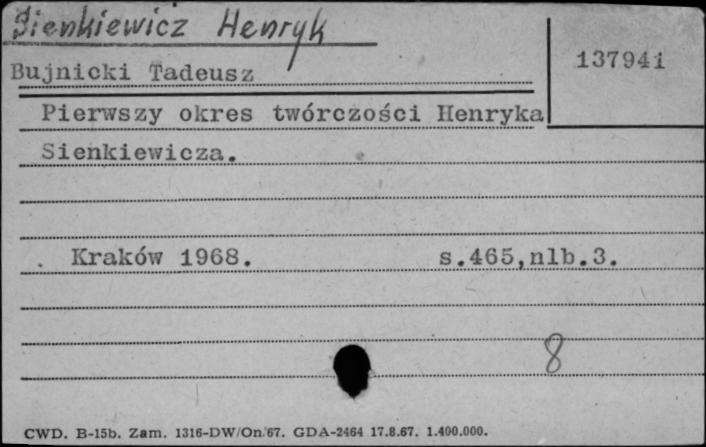 Sienkiewicz Henryk
137941
Bujnicki Tadeusz
Pierwszy okres twórczości Henryka
Sienkiewicza.
Kraków 1968. s.465,nlb.3.
8
CWD. B-15b. Zam. 1316-DW/On/67. GDA-2464 17.8.67. 1.400.000.